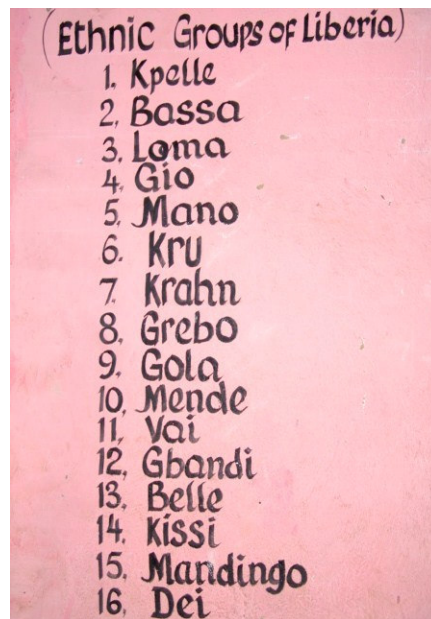 (Ethnic Groups of Liberia)
1. Kpelle
2, Bassa
3. Loma
4. Gio
5. Mano
6. Kru
7. Krahn
8. Grebo
9. Gola
10, Mende
11, Vai
12. Gbandi
13. Belle
14. Kissi
15. Mandingo
16, Dei